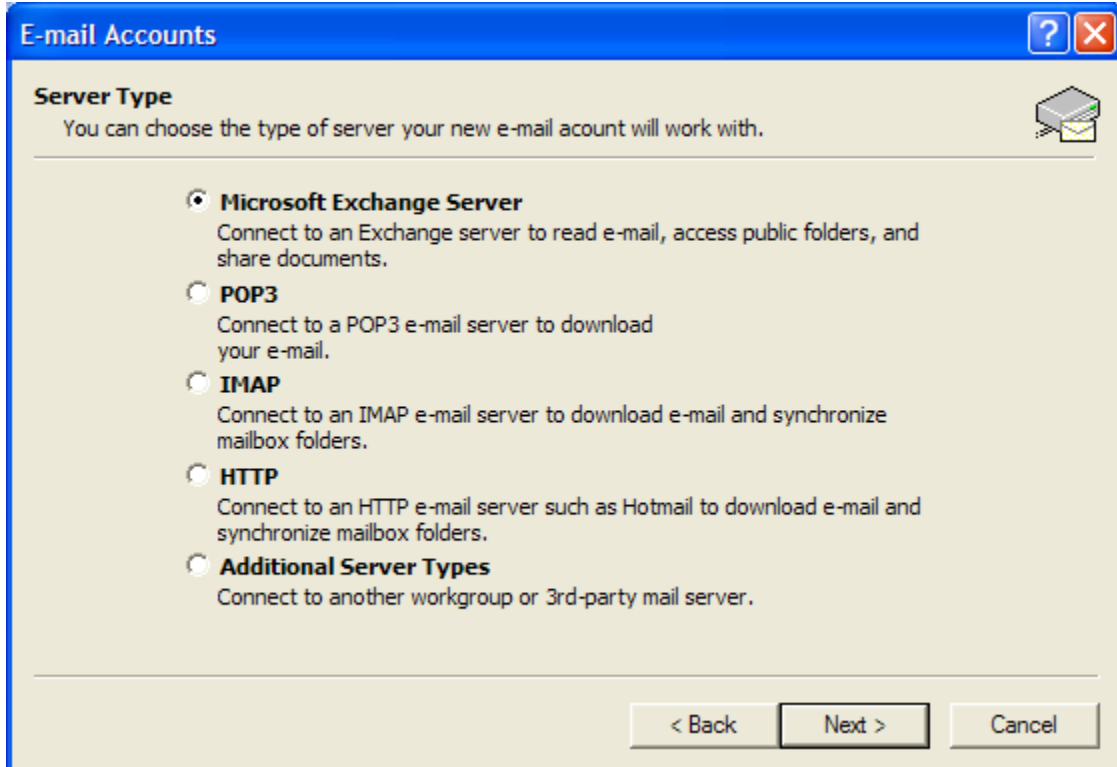 E-mail Accounts
Server Type
You can choose the type of server your new e-mail acount will work with.
Microsoft Exchange Server
Connect to an Exchange server to read e-mail, access public folders, and
share documents.
POP3
Connect to a POP3 e-mail server to download
your e-mail.
IMAP
Connect to an IMAP e-mail server to download e-mail and synchronize
mailbox folders.
HTTP
Connect to an HTTP e-mail server such as Hotmail to download e-mail and
synchronize mailbox folders.
Additional Server Types
Connect to another workgroup or 3rd-party mail server.
< Back Next > Cancel